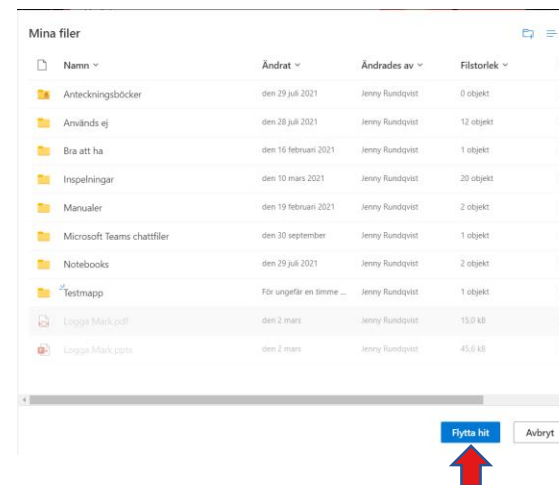 Mina filer
Namn Ändrat Ändrades av Filstorlek
Anteckningsböcker den 29 juli 2021 Jenny Rundqvist 0 objekt
Används ej den 28 juli 2021 Jenny Rundqvist 12 objekt
Bra att ha den 16 februari 2021 Jenny Rundqvist 1 objekt
Inspelningar den 10 mars 2021 Jenny Rundqvist 20 objekt
Manualer den 19 februari 2021 Jenny Rundqvist 2 objekt
Microsoft Teams chattfiler den 30 september Jenny Rundqvist 1 objekt
Notebooks den 29 juli 2021 Jenny Rundqvist 2 objekt
Testmapp För ungefär en timme ... Jenny Rundqvist 1 objekt
Logga Mark.pdf den 2 mars Jenny Rundqvist 15,0 kB
Logga Mark.pptx den 2 mars Jenny Rundqvist 45,6 kB
Flytta hit Avbryt